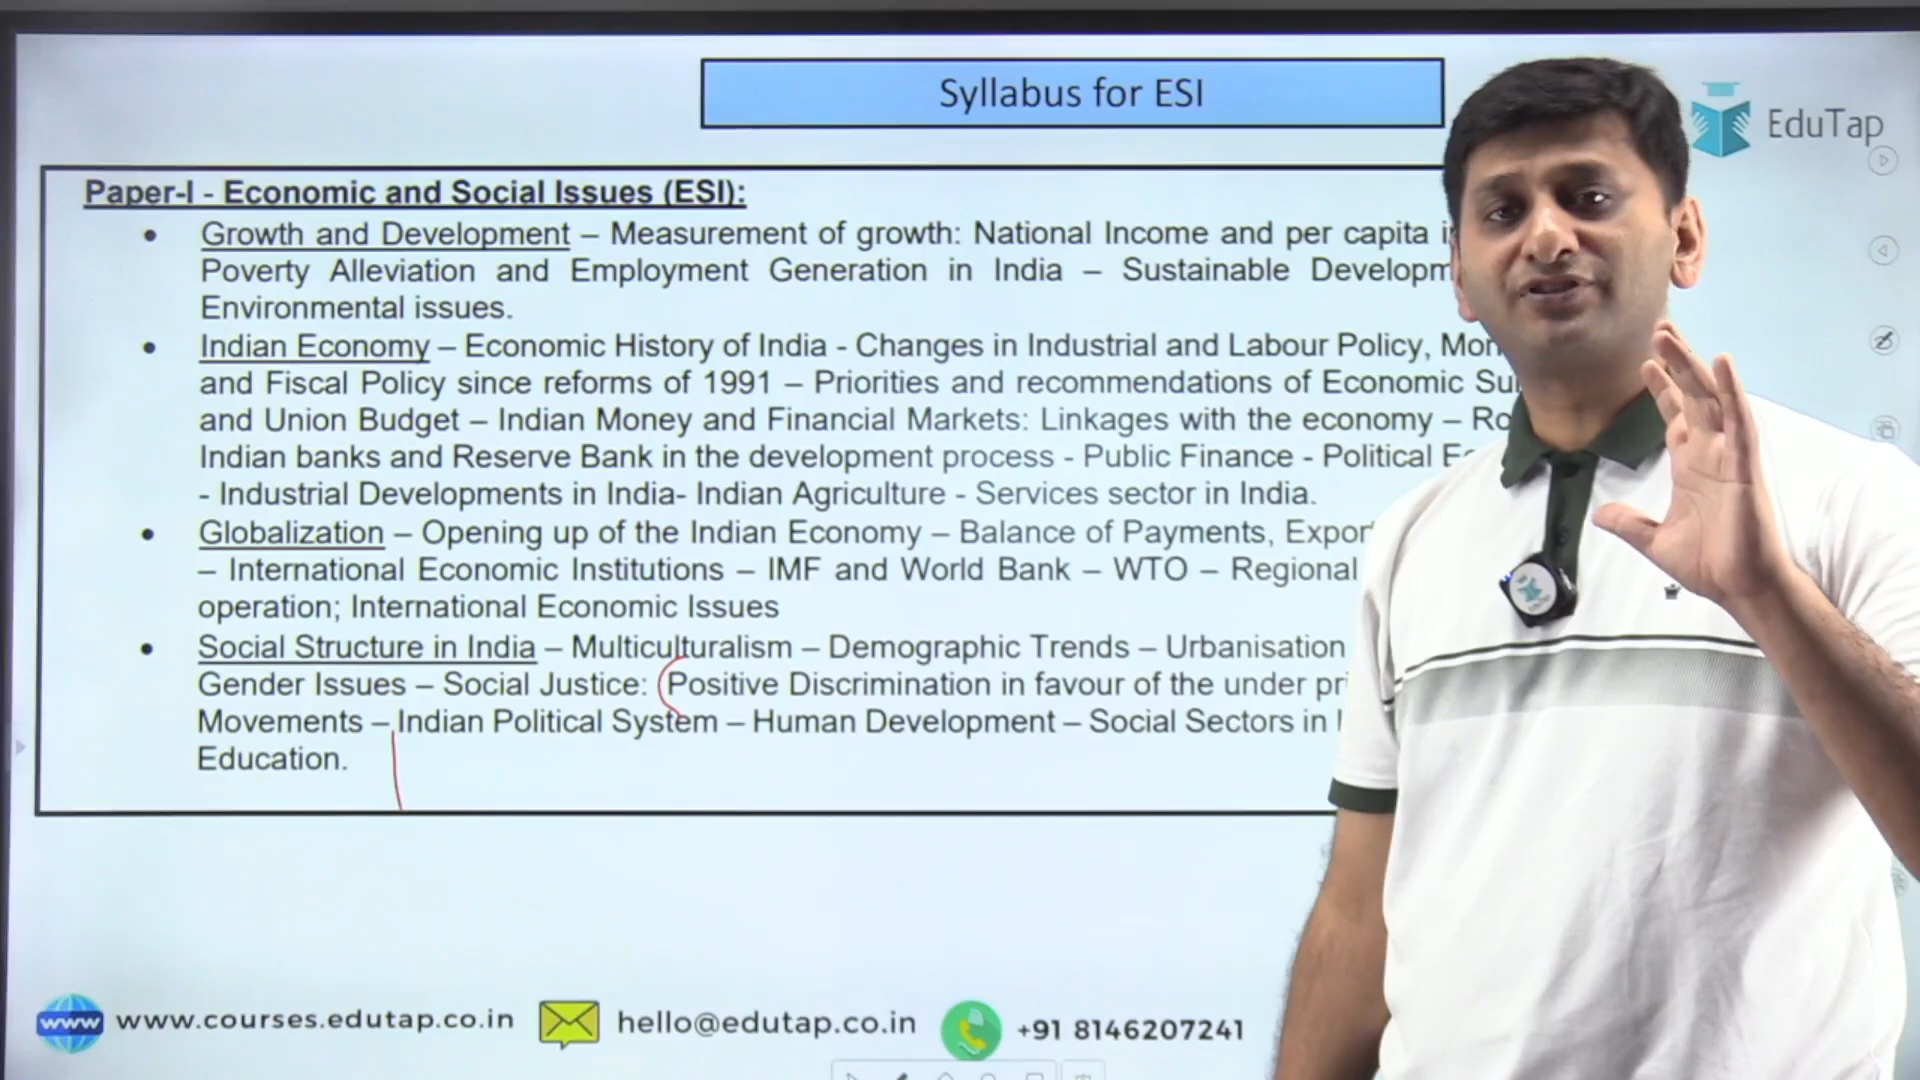 Syllabus for ESI
EduTap
Paper-I - Economic and Social Issues (ESI):
• Growth and Development – Measurement of growth: National Income and per capita
Poverty Alleviation and Employment Generation in India – Sustainable Developm
Environmental issues.
• Indian Economy – Economic History of India - Changes in Industrial and Labour Policy, Mon
and Fiscal Policy since reforms of 1991 – Priorities and recommendations of Economic Su
and Union Budget – Indian Money and Financial Markets: Linkages with the economy – Ro
Indian banks and Reserve Bank in the development process - Public Finance - Political
- Industrial Developments in India- Indian Agriculture - Services sector in India.
• Globalization – Opening up of the Indian Economy – Balance of Payments, Expor
– International Economic Institutions – IMF and World Bank – WTO – Regional
operation; International Economic Issues
• Social Structure in India – Multiculturalism – Demographic Trends – Urbanisation
Gender Issues – Social Justice: Positive Discrimination in favour of the under pri
Movements – Indian Political System – Human Development – Social Sectors in
Education.
www www.courses.edutap.co.in hello@edutap.co.in +91 8146207241